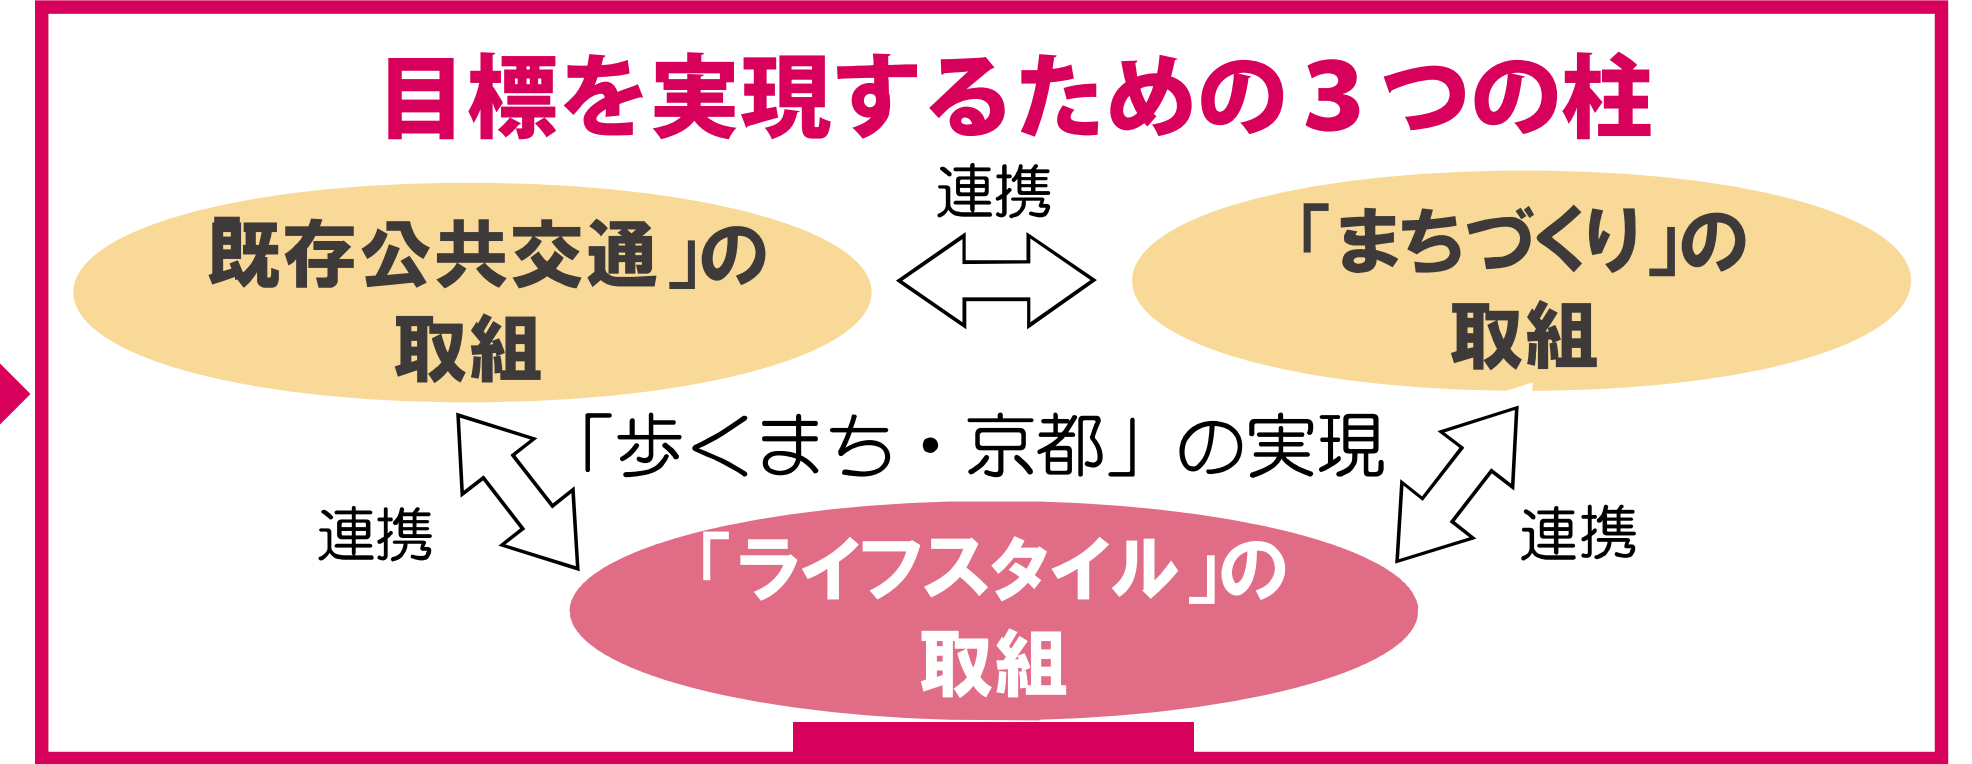 目標を実現するための３つの柱
連携
既存公共交通」の
取組
「まちづくり」の
取組
「歩くまち・京都」の実現
連携
連携
「ライフスタイル」の
取組